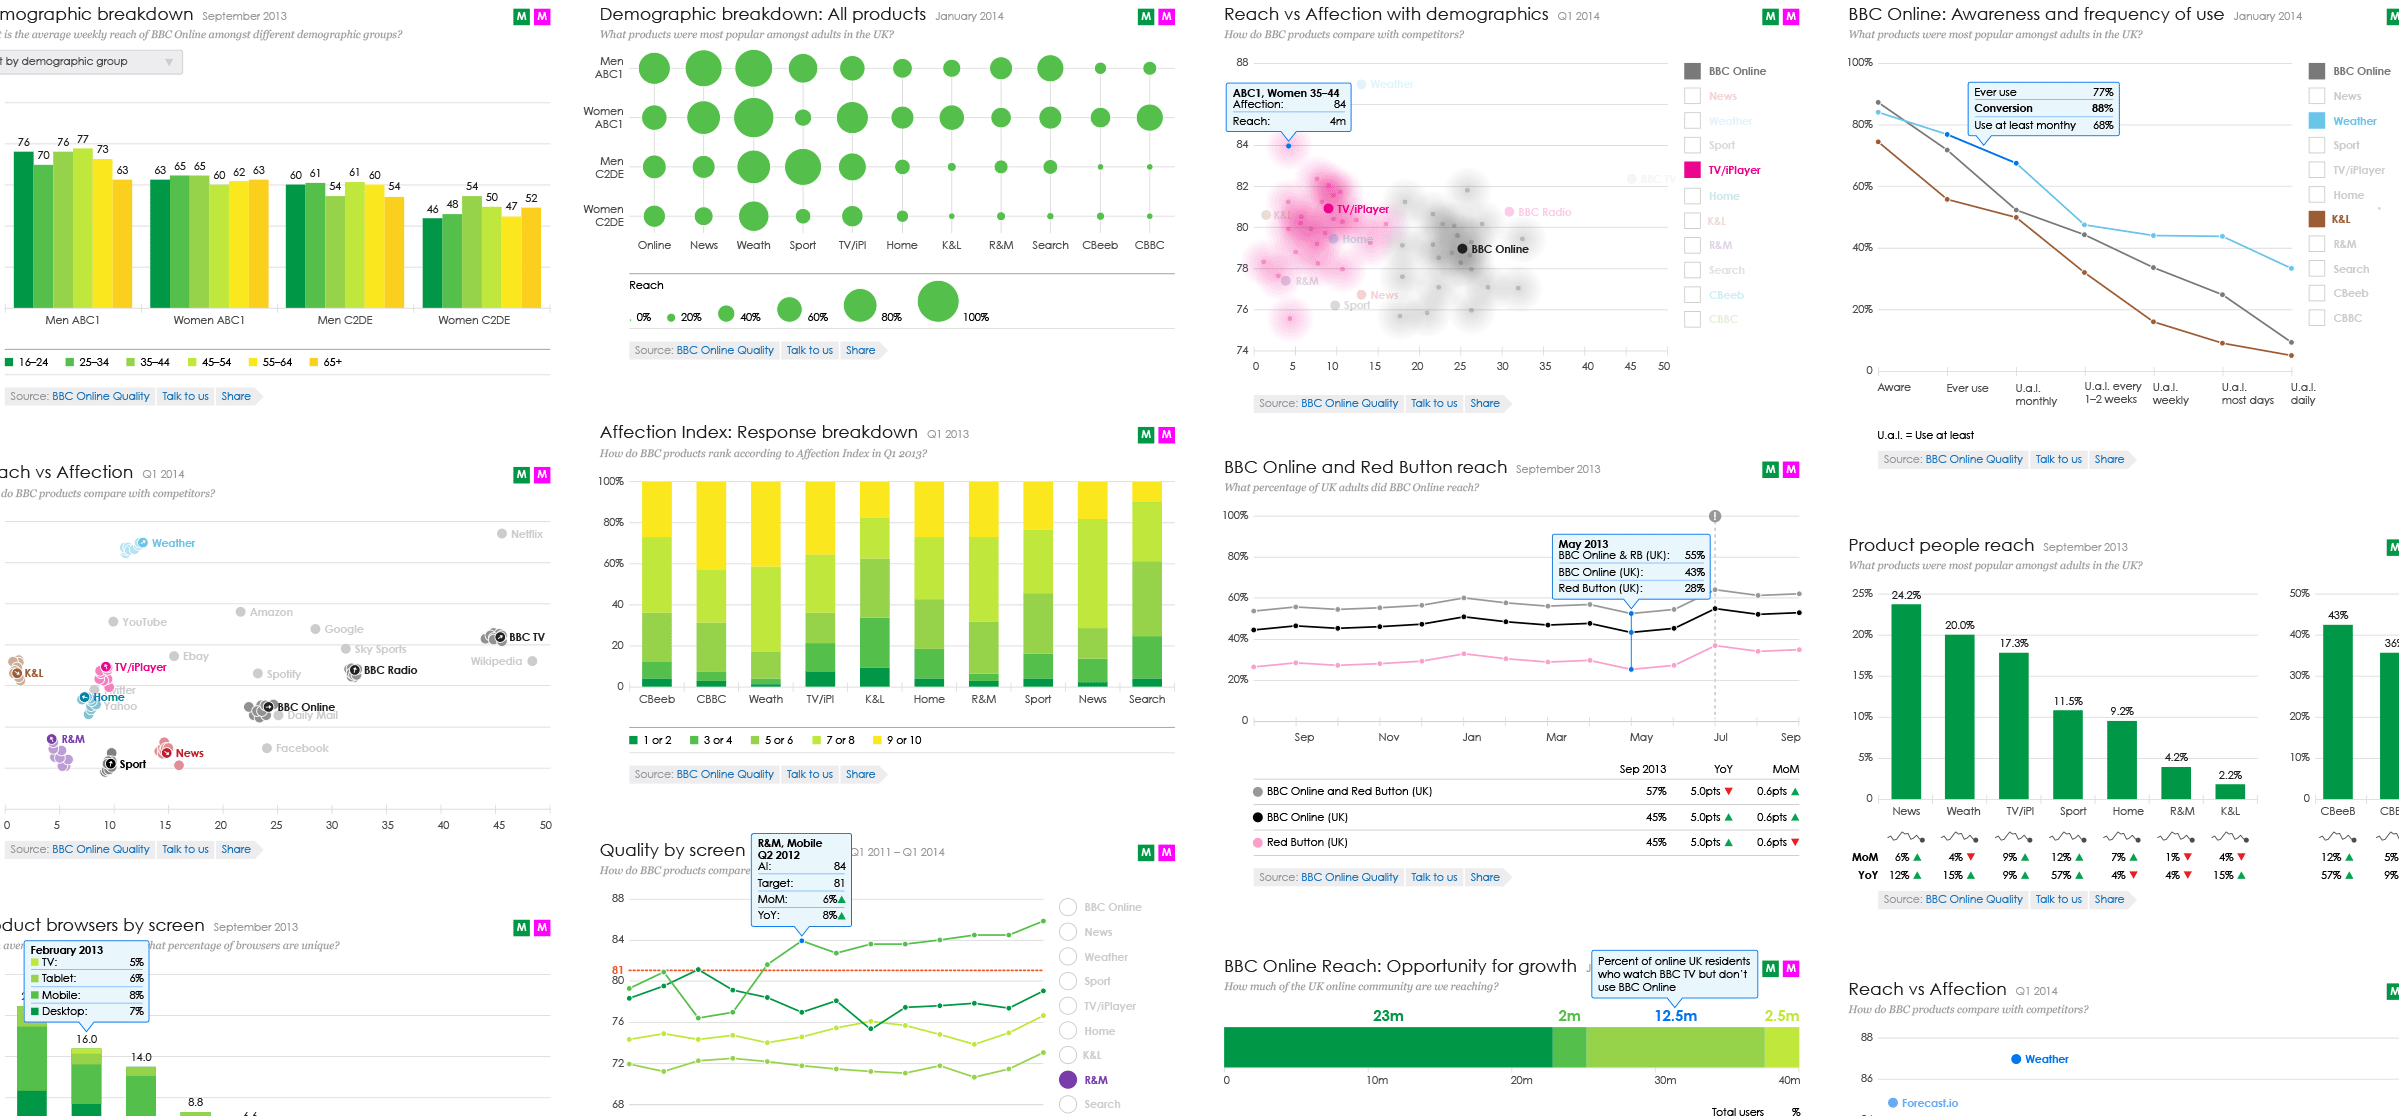 mographic breakdown September 2013
t is the average weekly reach of BBC Online amongst different demographic groups?
t by demographic group
76 70 76 77 73 63
63 65 65 60 62 63
60 61 54 61 60 54
46 48 54 50 47 52
Men ABC1 Women ABC1 Men C2DE Women C2DE
16–24 25–34 35–44 45–54 55–64 65+
Source: BBC Online Quality Talk to us Share
ach vs Affection Q1 2014
do BBC products compare with competitors?
M M
Netflix
Weather
Amazon
YouTube
Google
BBC TV
Sky Sports
Ebay
Wikipedia
K&L
TV/iPlayer
BBC Radio
Spotify
Home
Yahoo
BBC Online
Daily Mail
R&M
Facebook
News
Sport
0 5 10 15 20 25 30 35 40 45 50
Source: BBC Online Quality Talk to us Share
duct browsers by screen September 2013
hat percentage of browsers are unique?
M M
February 2013
TV: 5%
Tablet: 6%
Mobile: 8%
Desktop: 7%
16.0
14.0
8.8
Demographic breakdown: All products January 2014
What products were most popular amongst adults in the UK?
M M
Men ABC1
Women ABC1
Men C2DE
Women C2DE
Online News Weath Sport TV/iPl Home K&L R&M Search CBeeb CBBC
Reach
0% 20% 40% 60% 80% 100%
Source: BBC Online Quality Talk to us Share
Affection Index: Response breakdown Q1 2013
How do BBC products rank according to Affection Index in Q1 2013?
M M
100%
80%
60%
40
20
0
CBeeb CBBC Weath TV/iPl K&L Home R&M Sport News Search
1 or 2 3 or 4 5 or 6 7 or 8 9 or 10
Source: BBC Online Quality Talk to us Share
Quality by screen Q1 2011 – Q1 2014
How do BBC products compare
M M
R&M, Mobile
Q2 2012
AI: 84
Target: 81
MoM: 6%
YoY: 8%
88
84
81
80
76
72
68
BBC Online
News
Weather
Sport
TV/iPlayer
Home
K&L
R&M
Search
Reach vs Affection with demographics Q1 2014
How do BBC products compare with competitors?
M M
ABC1, Women 35–44
Affection: 84
Reach: 4m
88
84
82
80
78
76
74
Weather
BBC TV
K&L
TV/iPlayer
BBC Radio
Home
BBC Online
R&M
News
Sport
0 5 10 15 20 25 30 35 40 45 50
BBC Online
News
Weather
Sport
TV/iPlayer
Home
K&L
R&M
Search
CBeeb
CBBC
Source: BBC Online Quality Talk to us Share
BBC Online and Red Button reach September 2013
What percentage of UK adults did BBC Online reach?
M M
May 2013
BBC Online & RB (UK): 55%
BBC Online (UK): 43%
Red Button (UK): 28%
100%
80%
60%
40%
20%
0
Sep Nov Jan Mar May Jul Sep
Sep 2013 YoY MoM
BBC Online and Red Button (UK) 57% 5.0pts 0.6pts
BBC Online (UK) 45% 5.0pts 0.6pts
Red Button (UK) 45% 5.0pts 0.6pts
Source: BBC Online Quality Talk to us Share
BBC Online Reach: Opportunity for growth
How much of the UK online community are we reaching?
M M
Percent of online UK residents
who watch BBC TV but don't
use BBC Online
23m 2m 12.5m 2.5m
0 10m 20m 30m 40m
Total users %
BBC Online: Awareness and frequency of use January 2014
What products were most popular amongst adults in the UK?
Ever use 77%
Conversion 88%
Use at least monthy 68%
100%
80%
60%
40%
20%
0
Aware
Ever use
U.a.l. monthly
U.a.l. every 1–2 weeks
U.a.l. weekly
U.a.l. most days
U.a.l. daily
BBC Online
News
Weather
Sport
TV/iPlayer
Home
K&L
R&M
Search
CBeeb
CBBC
U.a.l. = Use at least
Source: BBC Online Quality Talk to us Share
Product people reach September 2013
What products were most popular amongst adults in the UK?
25%
20%
15%
10%
5%
0
24.2% 20.0% 17.3% 11.5% 9.2% 4.2% 2.2%
News Weath TV/iPl Sport Home R&M K&L
MoM 6% 4% 9% 12% 7% 1% 4%
YoY 12% 15% 9% 57% 4% 4% 15%
50%
40%
30%
20%
10%
0
43%
CBeeB
12% 5%
57% 9%
Source: BBC Online Quality Talk to us Share
Reach vs Affection Q1 2014
How do BBC products compare with competitors?
88
86
Weather
Forecast.io